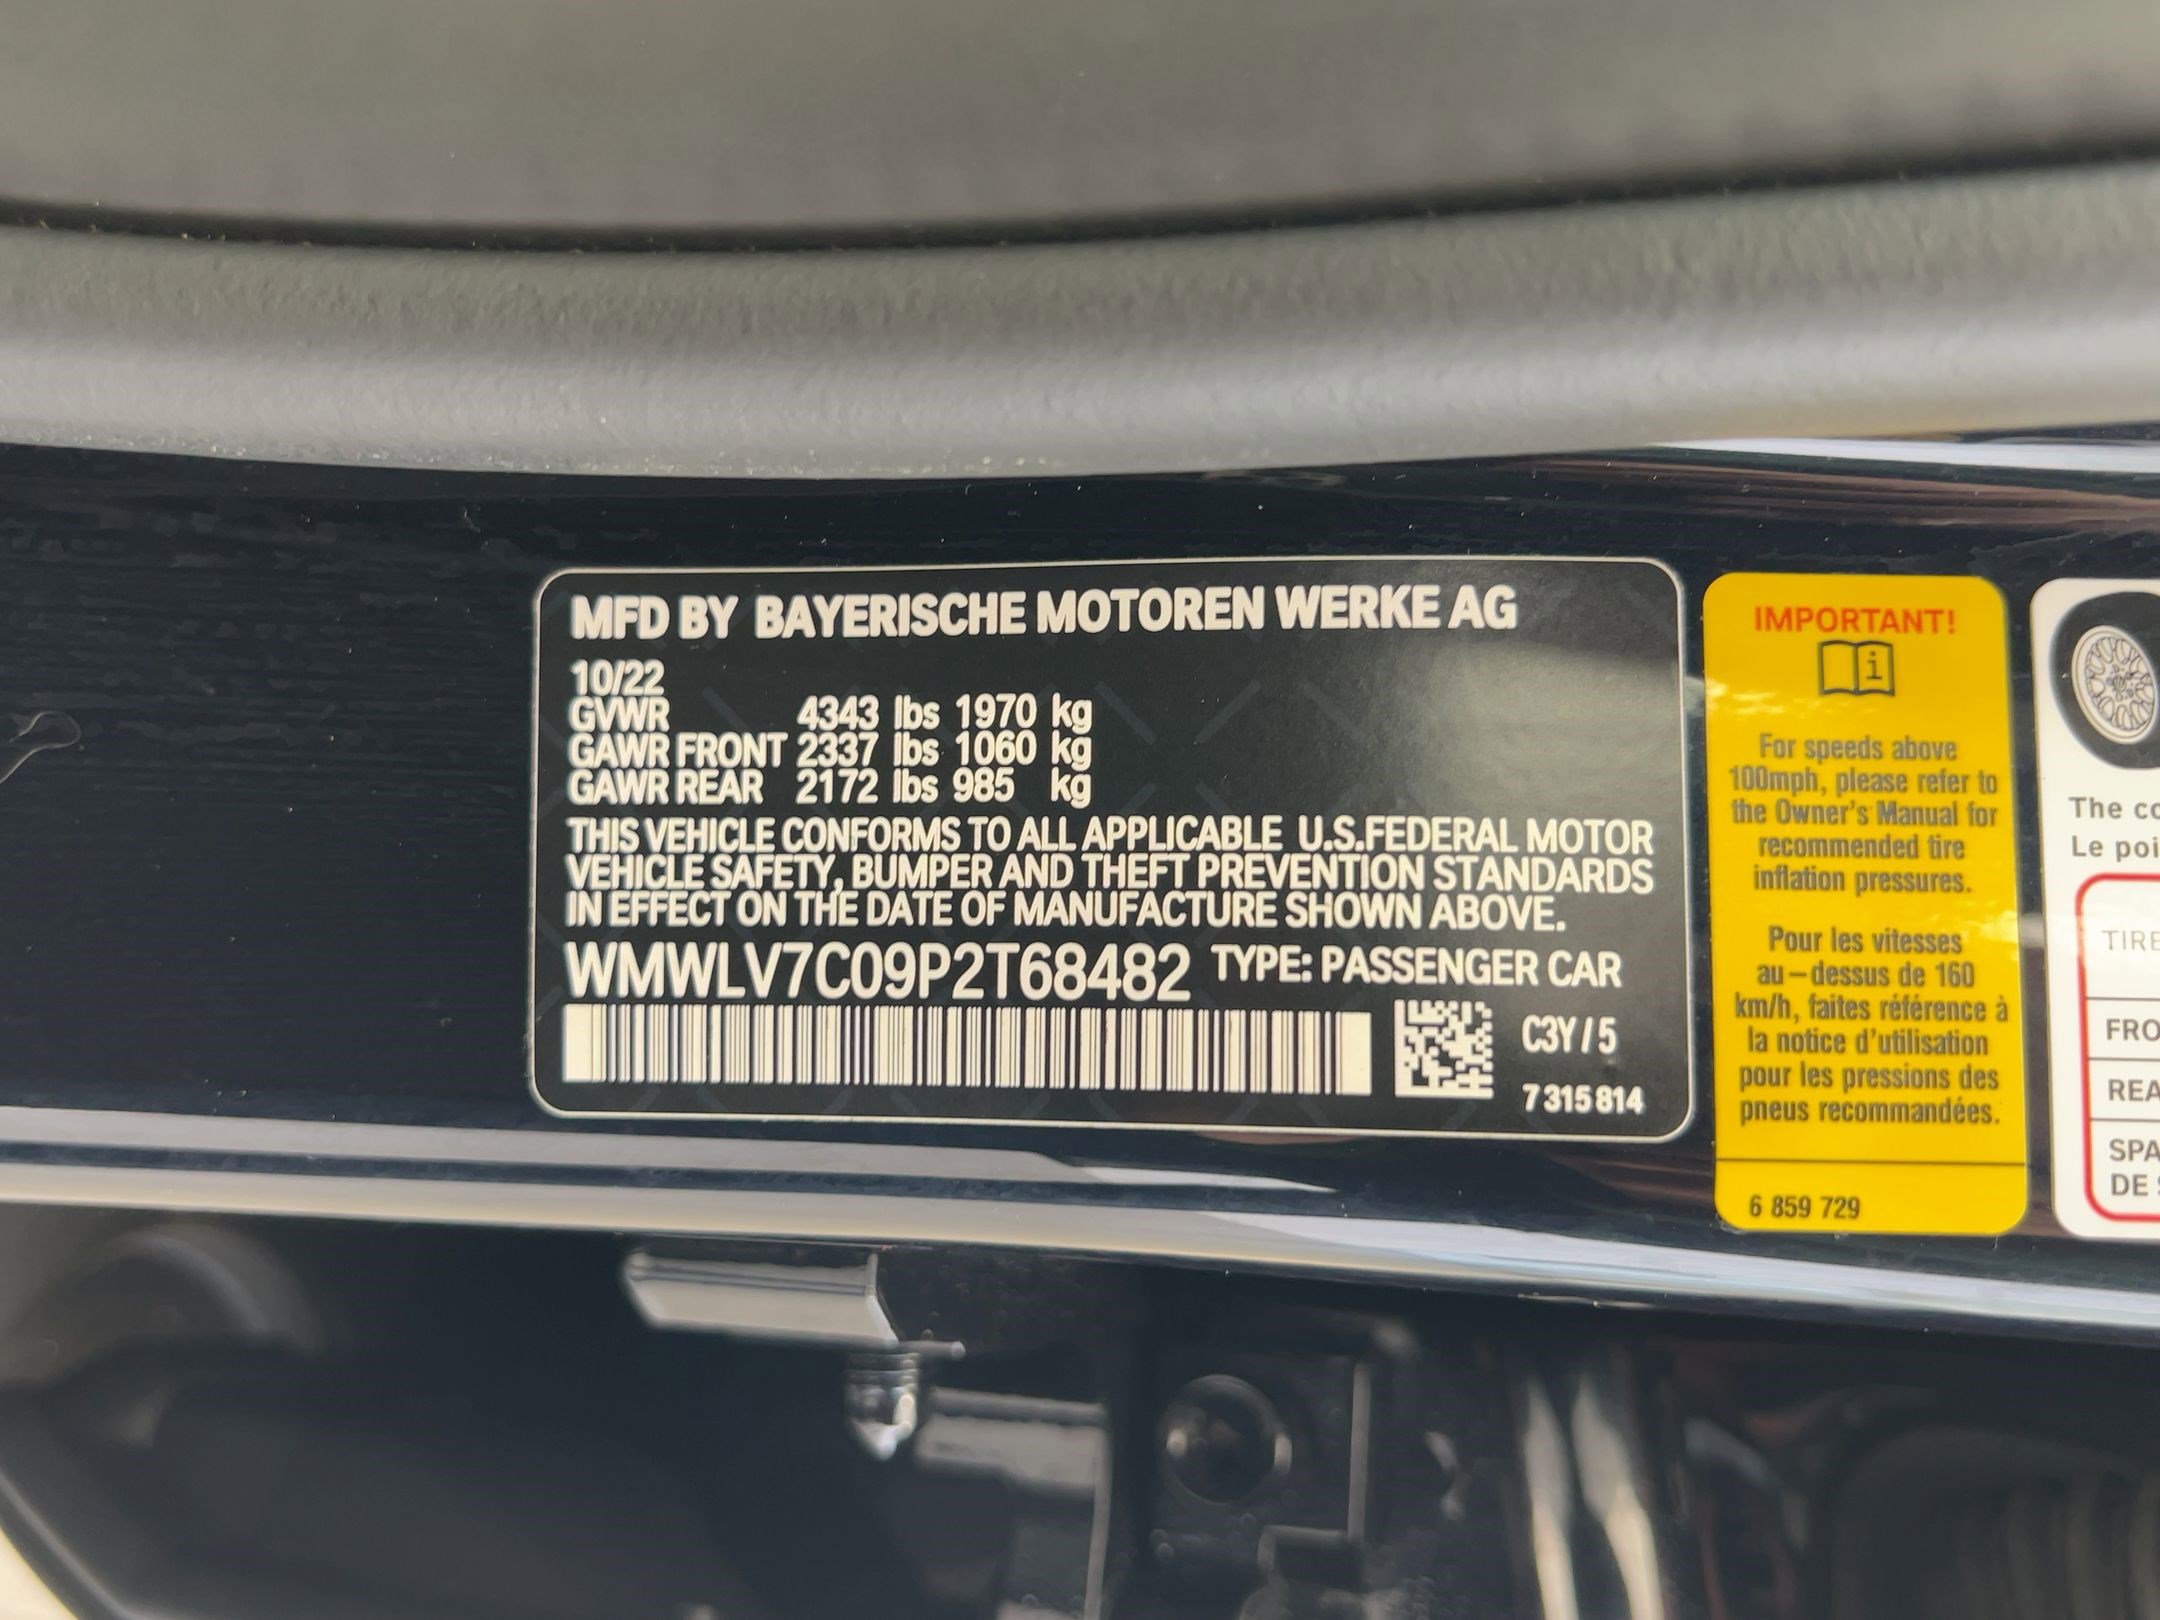 MFD BY BAYERISCHE MOTOREN WERKE AG
10/22
GVWR 4343 lbs 1970 kg
GAWR FRONT 2337 lbs 1060 kg
GAWR REAR 2172 lbs 985 kg
THIS VEHICLE CONFORMS TO ALL APPLICABLE U.S.FEDERAL MOTOR
VEHICLE SAFETY, BUMPER AND THEFT PREVENTION STANDARDS
IN EFFECT ON THE DATE OF MANUFACTURE SHOWN ABOVE.
WMWLV7C09P2T68482 TYPE: PASSENGER CAR
C3Y / 5
7 315 814
IMPORTANT!
i
For speeds above
100mph, please refer to
the Owner's Manual for
recommended tire
inflation pressures.
Pour les vitesses
au-dessus de 160
km/h, faites référence à
la notice d'utilisation
pour les pressions des
pneus recommandées.
6 859 729
The
Le
DE